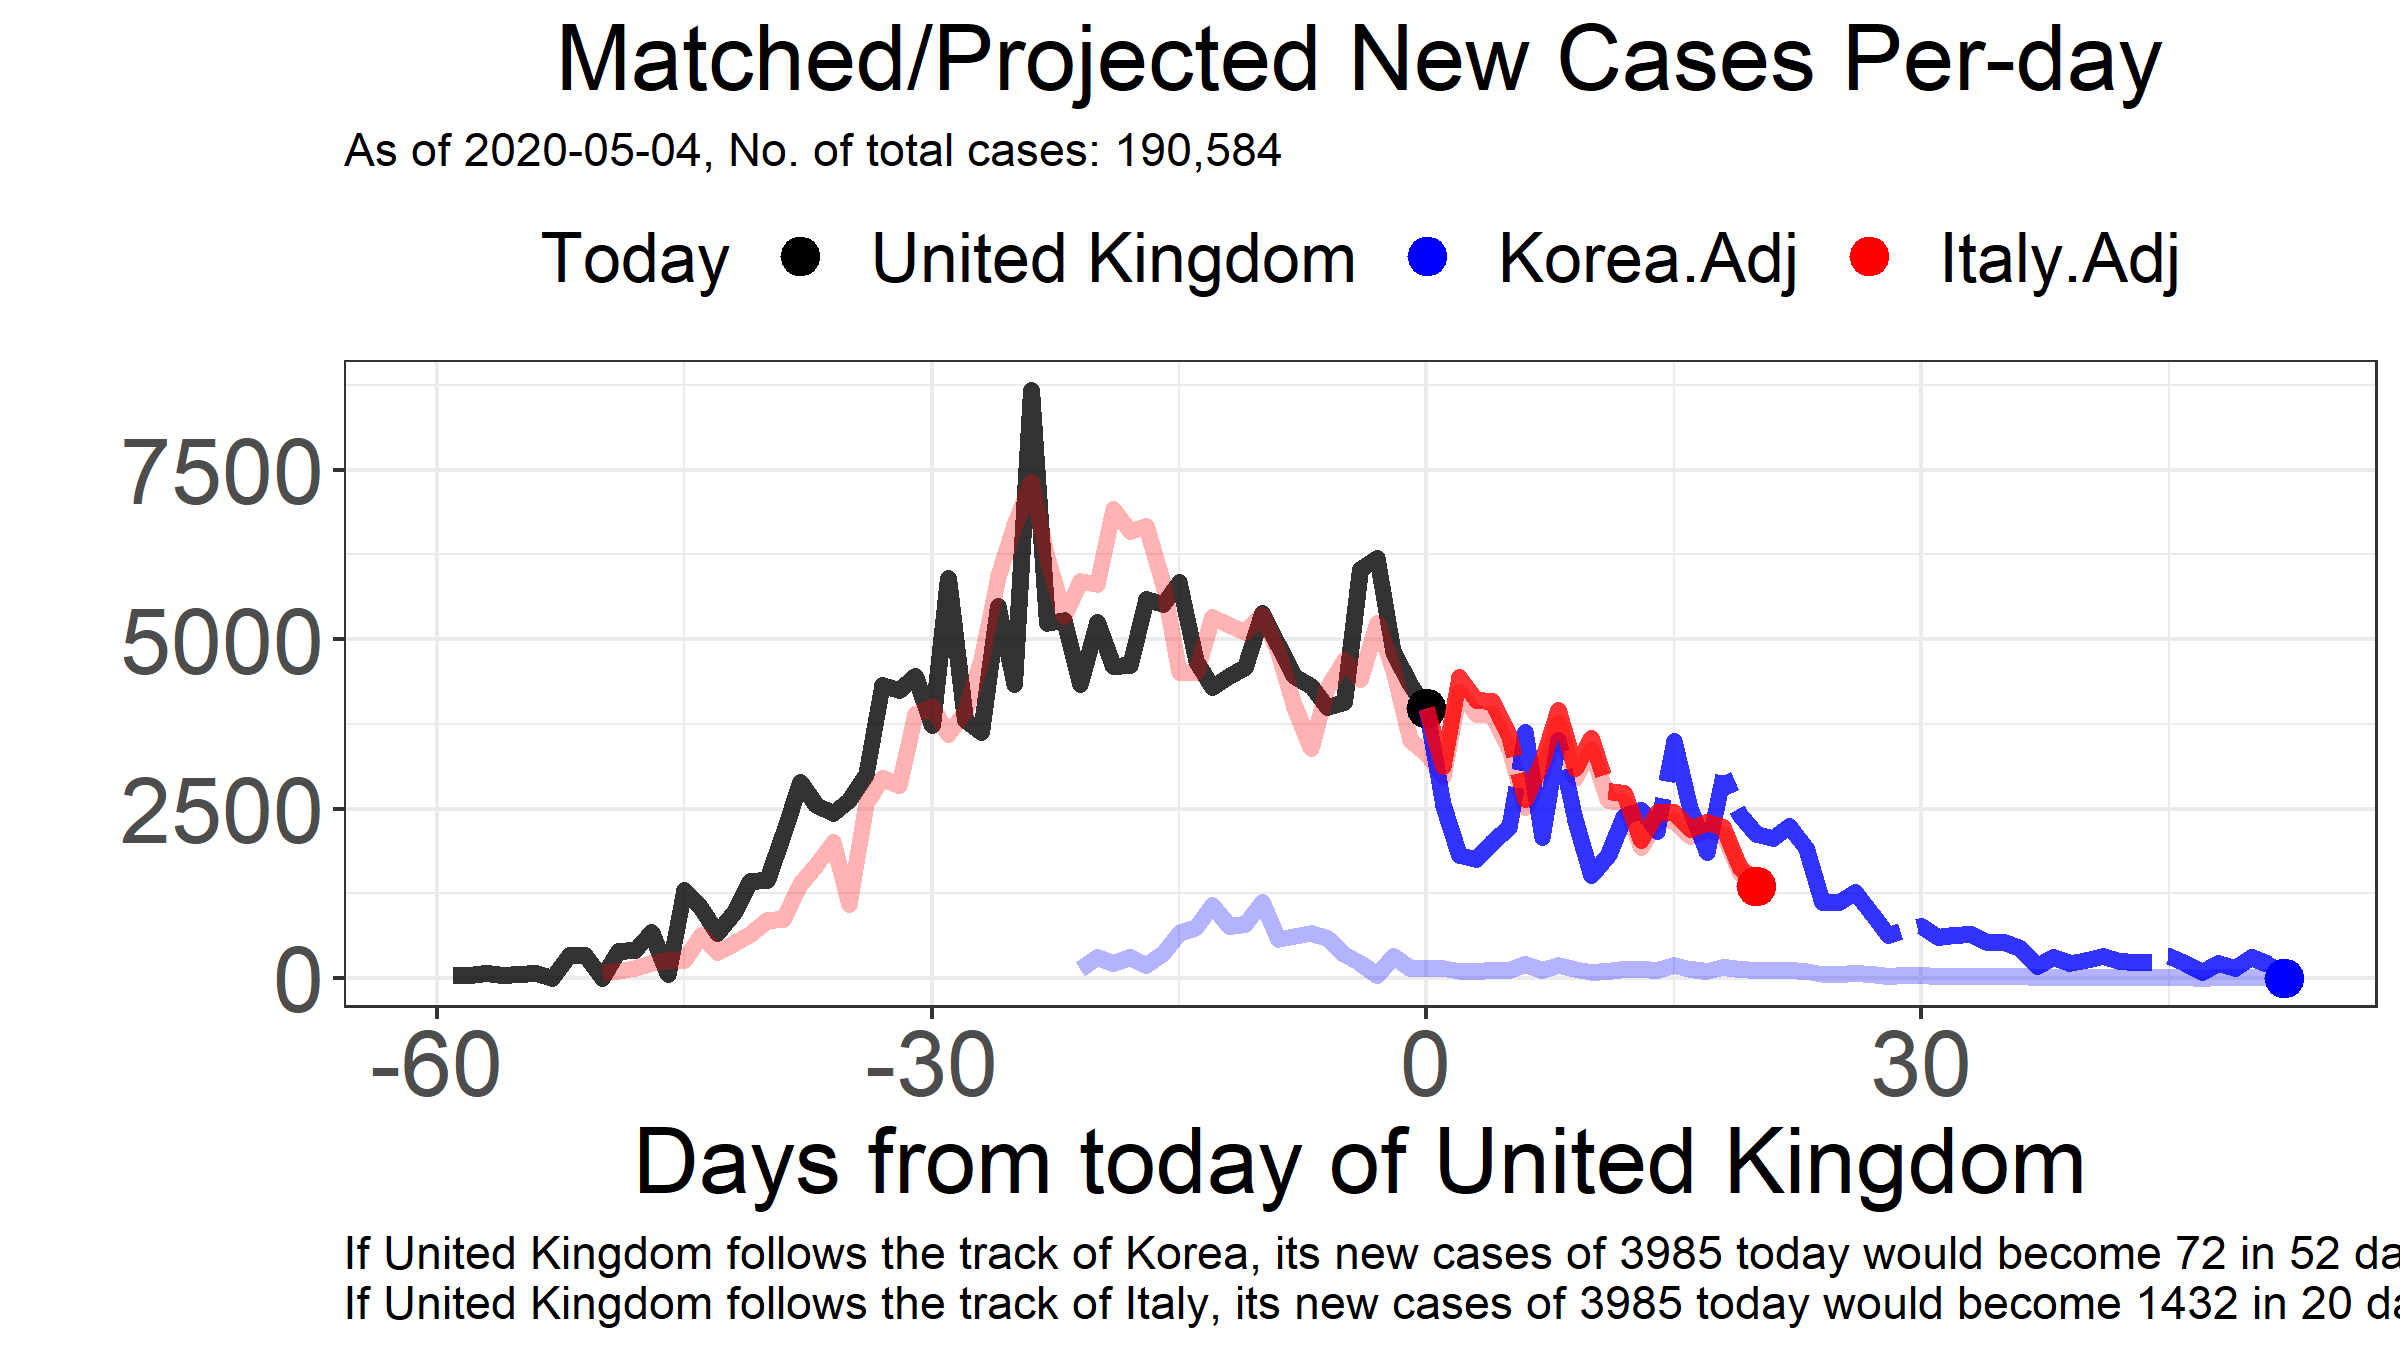 Matched/Projected New Cases Per-day
As of 2020-05-04, No. of total cases: 190,584
Today United Kingdom Korea.Adj Italy.Adj
7500
5000
2500
0
-60 -30 0 30
Days from today of United Kingdom
If United Kingdom follows the track of Korea, its new cases of 3985 today would become 72 in 52 da
If United Kingdom follows the track of Italy, its new cases of 3985 today would become 1432 in 20 da